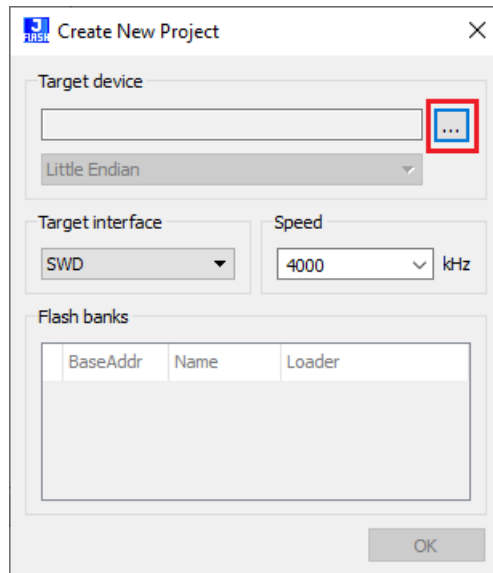 J
FLASH
Create New Project
Target device
...
Little Endian
Target interface
Speed
SWD
4000
kHz
Flash banks
BaseAddr
Name
Loader
OK